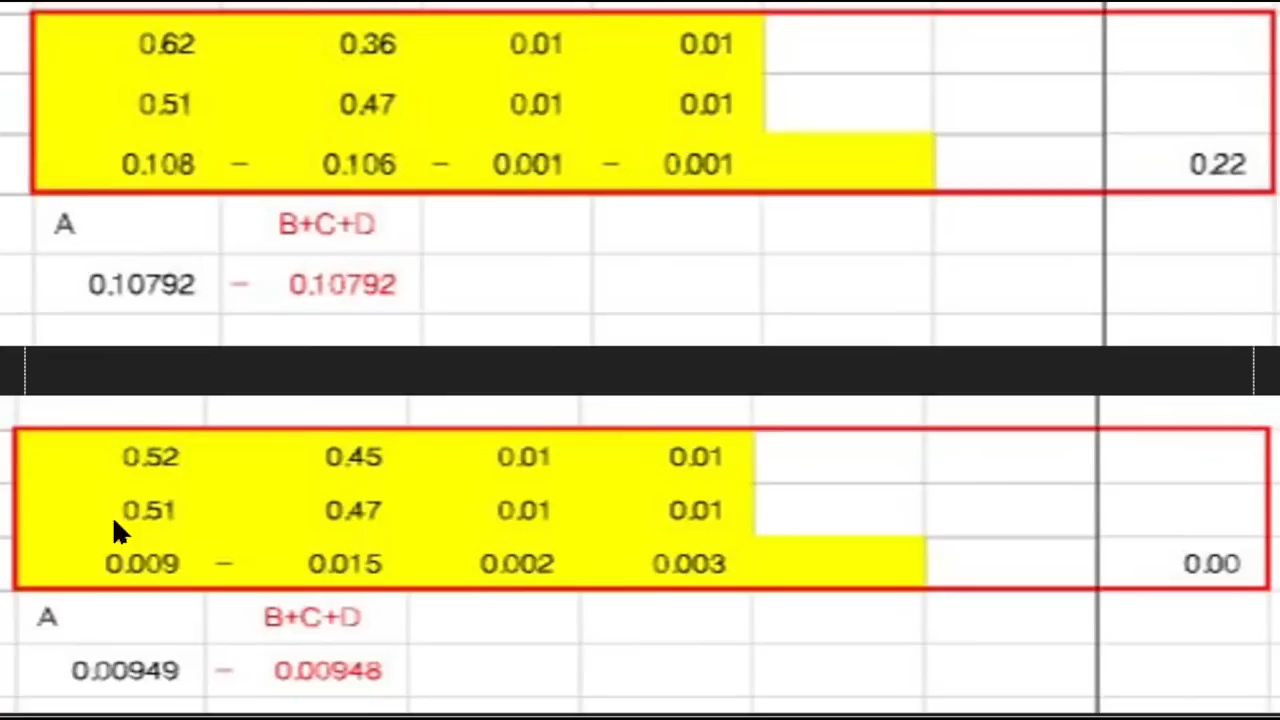 0.62 0.36 0.01 0.01
0.51 0.47 0.01 0.01
0.108 – 0.106 – 0.001 – 0.001 0.22
A B+C+D
0.10792 – 0.10792
0.52 0.45 0.01 0.01
0.51 0.47 0.01 0.01
0.009 – 0.015 0.002 0.003 0.00
A B+C+D
0.00949 – 0.00948